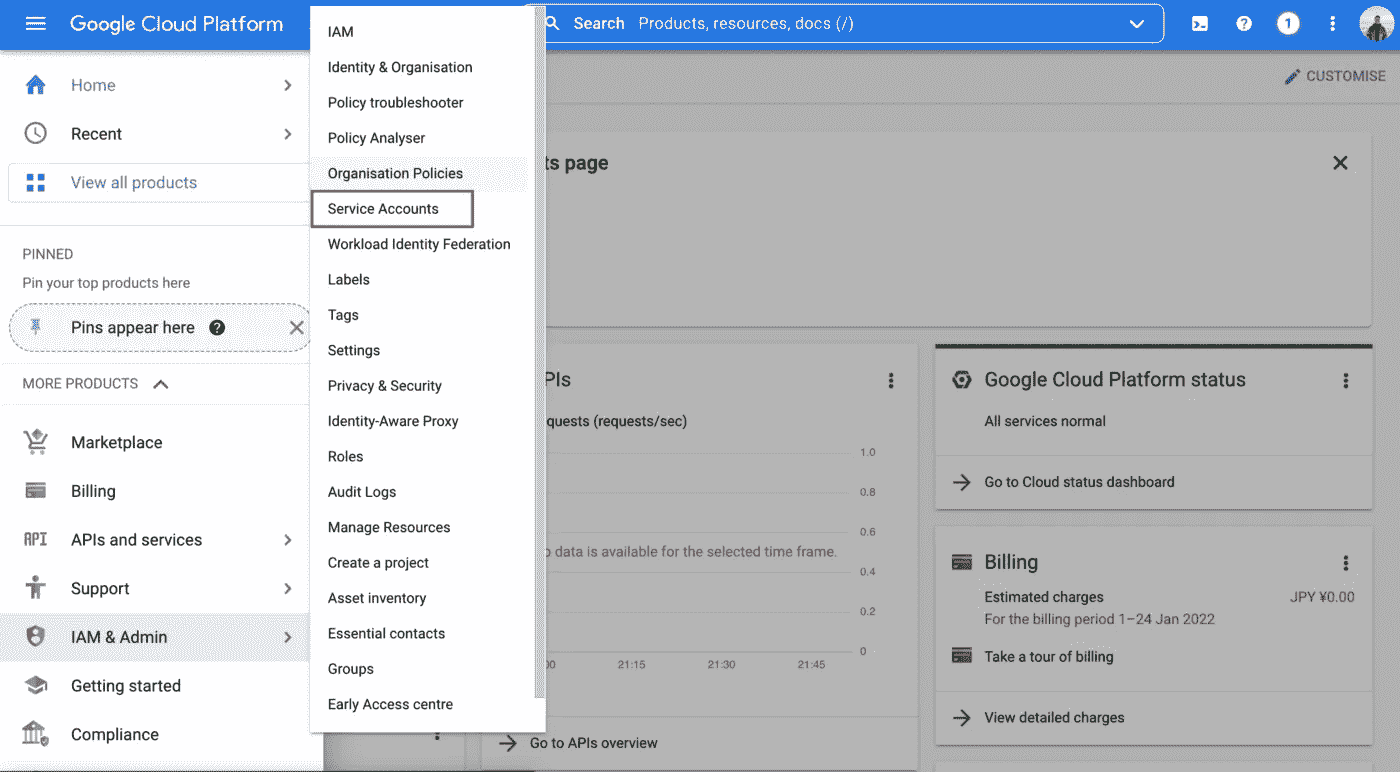 Google Cloud Platform
Search Products, resources, docs (/)
1
Home
Recent
View all products
PINNED
Pin your top products here
Pins appear here
MORE PRODUCTS
Marketplace
Billing
API APIs and services
Support
IAM & Admin
Getting started
Compliance
IAM
Identity & Organisation
Policy troubleshooter
Policy Analyser
Organisation Policies
Service Accounts
Workload Identity Federation
Labels
Tags
Settings
Privacy & Security
Identity-Aware Proxy
Roles
Audit Logs
Manage Resources
Create a project
Asset inventory
Essential contacts
Groups
Early Access centre
CUSTOMISE
ts page
PIs
quests (requests/sec)
1.0
0.8
0.6
data is available for the selected time frame.
0.4
0.2
0
00 21:15 21:30 21:45
Go to APIs overview
Google Cloud Platform status
All services normal
Go to Cloud status dashboard
Billing
Estimated charges JPY ¥0.00
For the billing period 1–24 Jan 2022
Take a tour of billing
View detailed charges